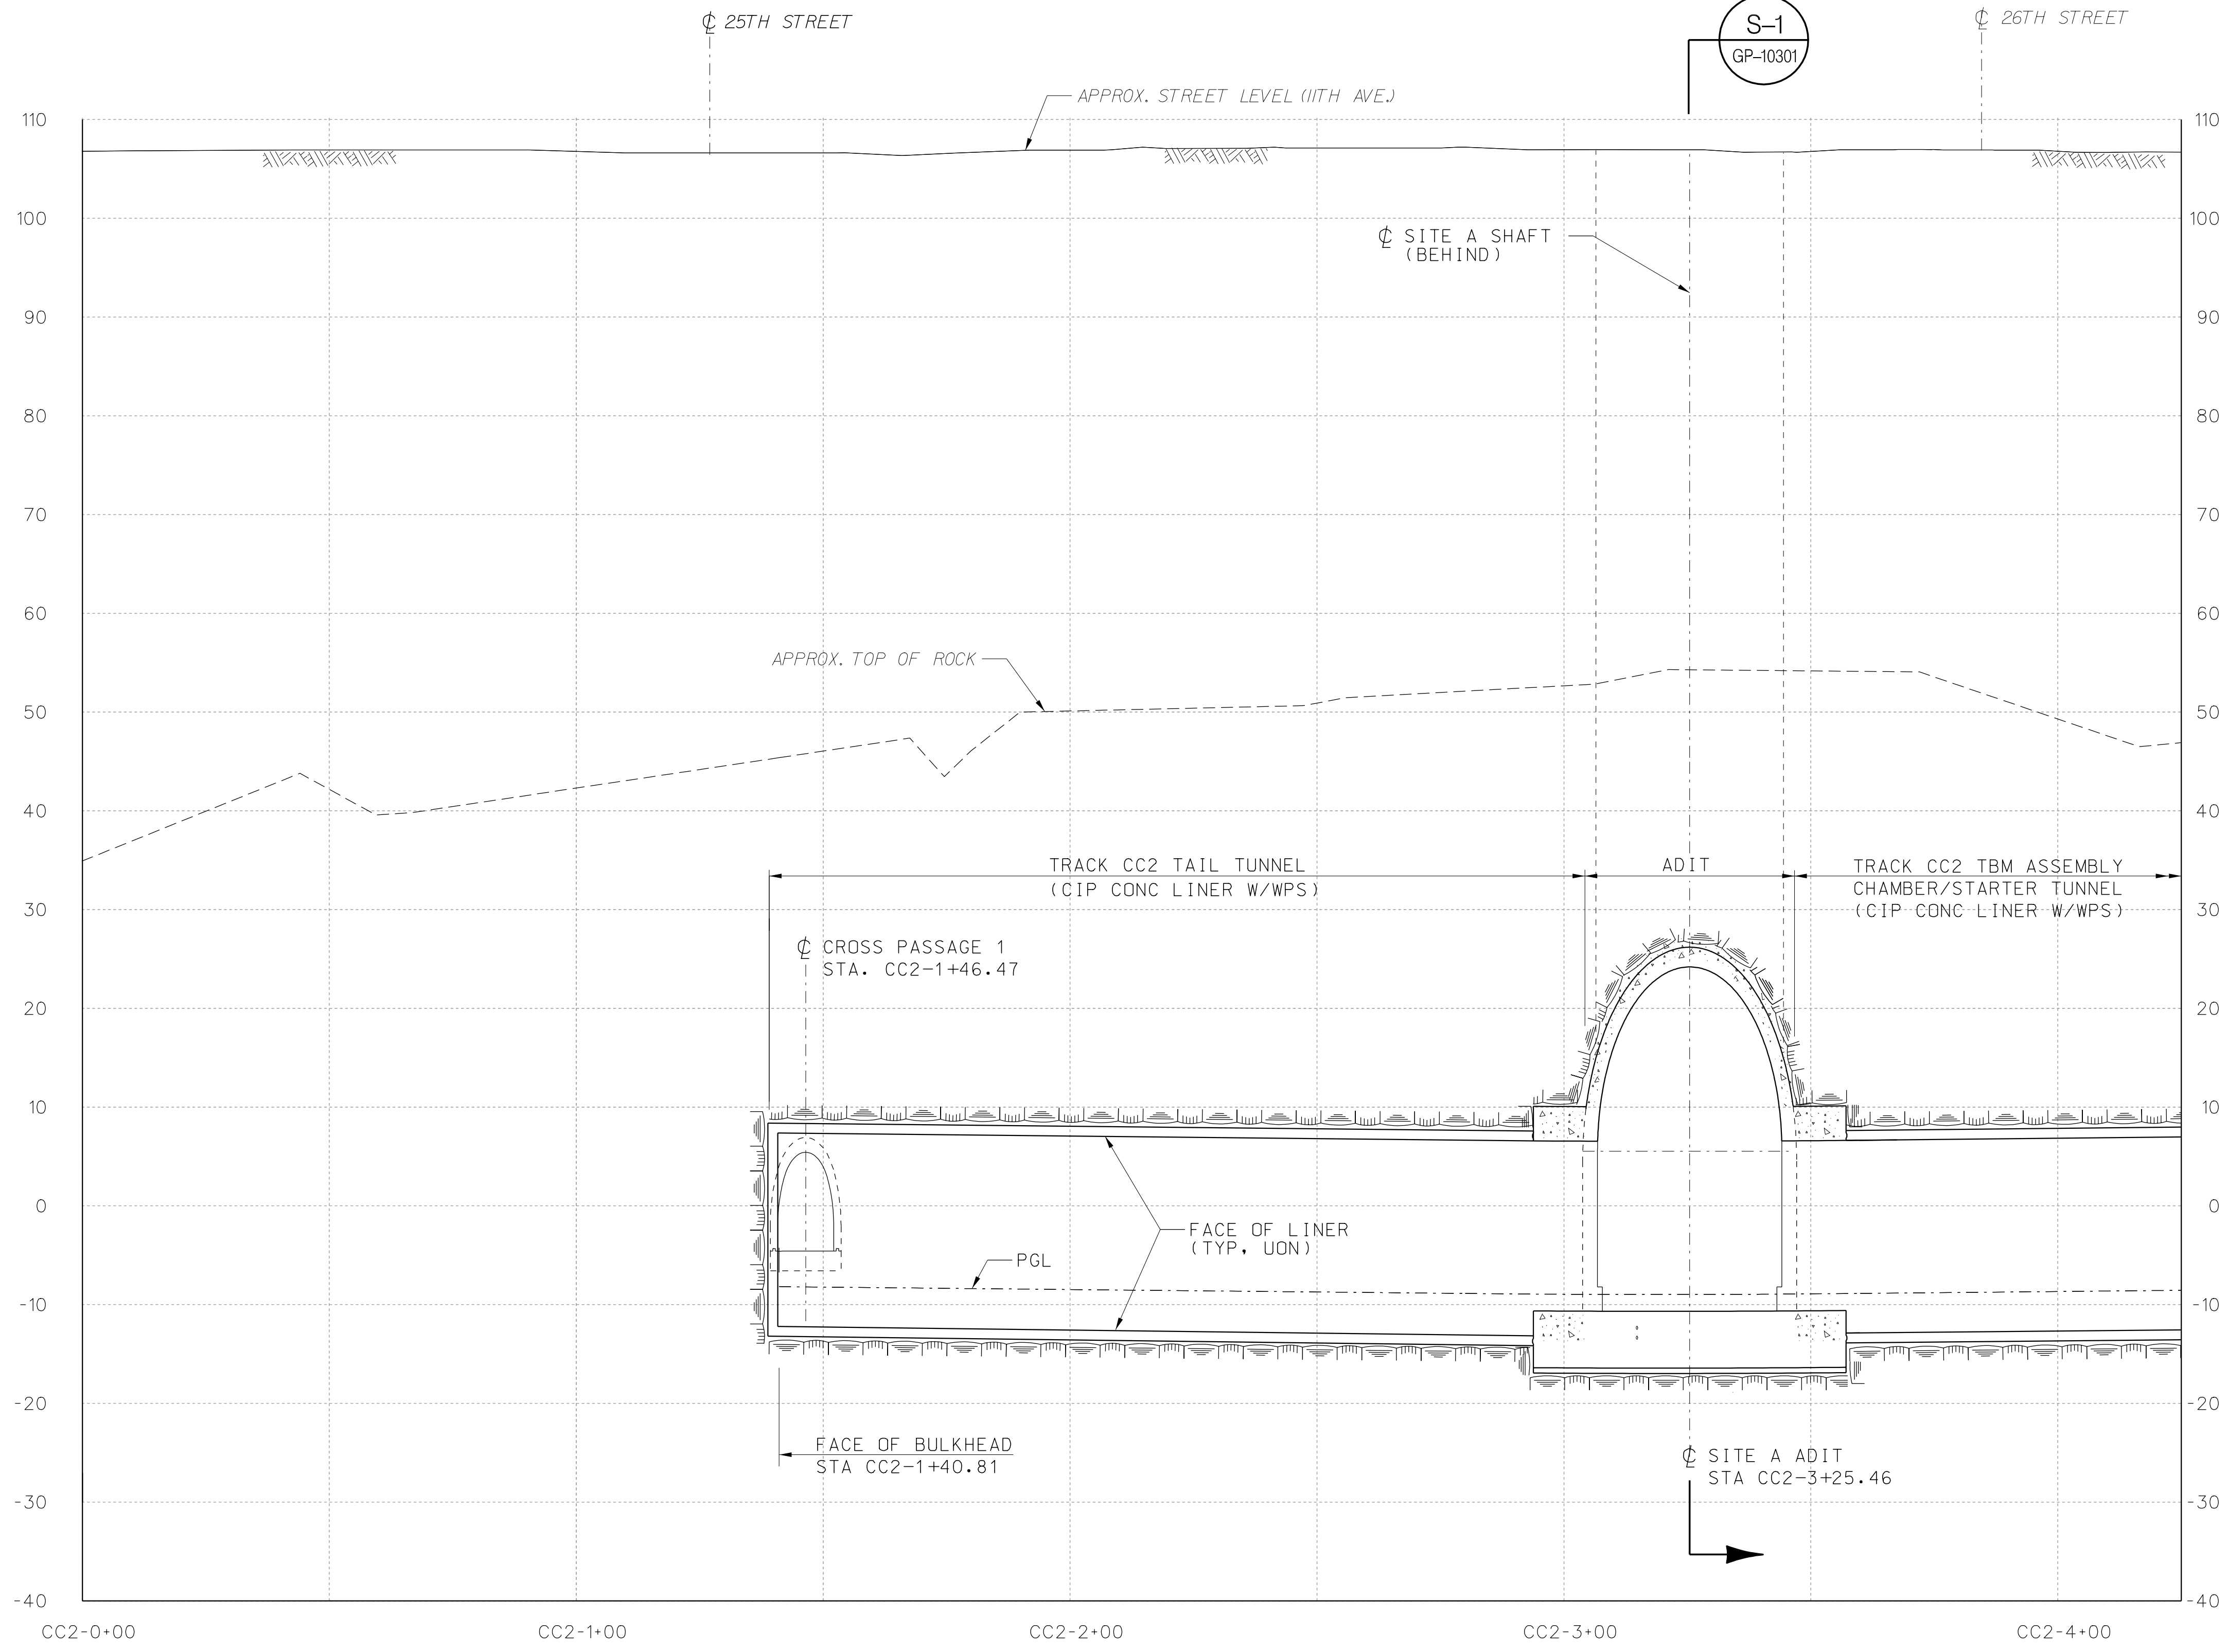 ℄ 25TH STREET
S-1
GP-10301
℄ 26TH STREET
APPROX. STREET LEVEL (11TH AVE.)
110 110
100 100
℄ SITE A SHAFT
(BEHIND)
90 90
80 80
70 70
60 60
APPROX. TOP OF ROCK
50 50
40 40
TRACK CC2 TAIL TUNNEL
(CIP CONC LINER W/WPS)
ADIT
TRACK CC2 TBM ASSEMBLY
CHAMBER/STARTER TUNNEL
(CIP CONC LINER W/WPS)
30 30
℄ CROSS PASSAGE 1
STA. CC2-1+46.47
20 20
10 10
0 0
FACE OF LINER
(TYP, UON)
PGL
-10 -10
-20 -20
FACE OF BULKHEAD
STA CC2-1+40.81
℄ SITE A ADIT
STA CC2-3+25.46
-30 -30
-40 -40
CC2-0+00 CC2-1+00 CC2-2+00 CC2-3+00 CC2-4+00